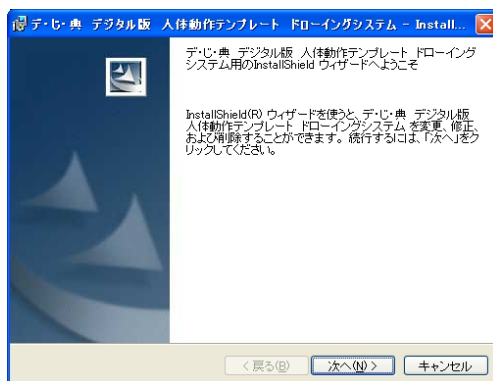 デ・じ・典 デジタル版 人体動作テンプレート ドローイングシステム - Install...
デ・じ・典 デジタル版 人体動作テンプレート ドローイング
システム用のInstallShield ウィザードへようこそ
InstallShield(R) ウィザードを使うと、デ・じ・典 デジタル版
人体動作テンプレート ドローイングシステム を変更、修正、
および削除することができます。続行するには、「次へ」をク
リックしてください。
< 戻る(B) 次へ(N) > キャンセル